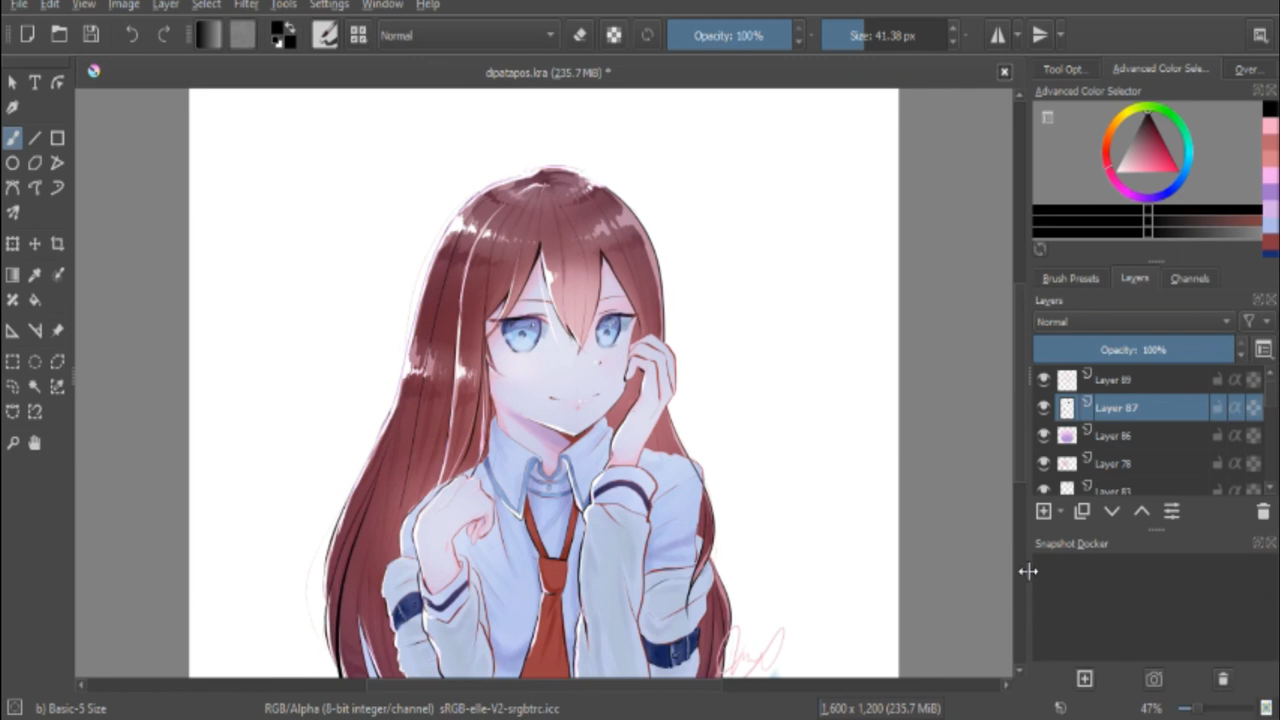 File Edit View Image Layer Select Filter Tools Settings Window Help
Normal Opacity: 100% Size: 41.38 px
dipatapos.kra (235.7 MiB) *
Tool Opt... Advanced Color Sele... Over...
Advanced Color Selector
Brush Presets Layers Channels
Layers
Normal
Opacity: 100%
Layer 89
Layer 87
Layer 86
Layer 78
Layer 83
Snapshot Docker
b) Basic-5 Size RGB/Alpha (8-bit integer/channel) sRGB-elle-V2-srgbtrc.icc 1,600 x 1,200 (235.7 MiB) 47%